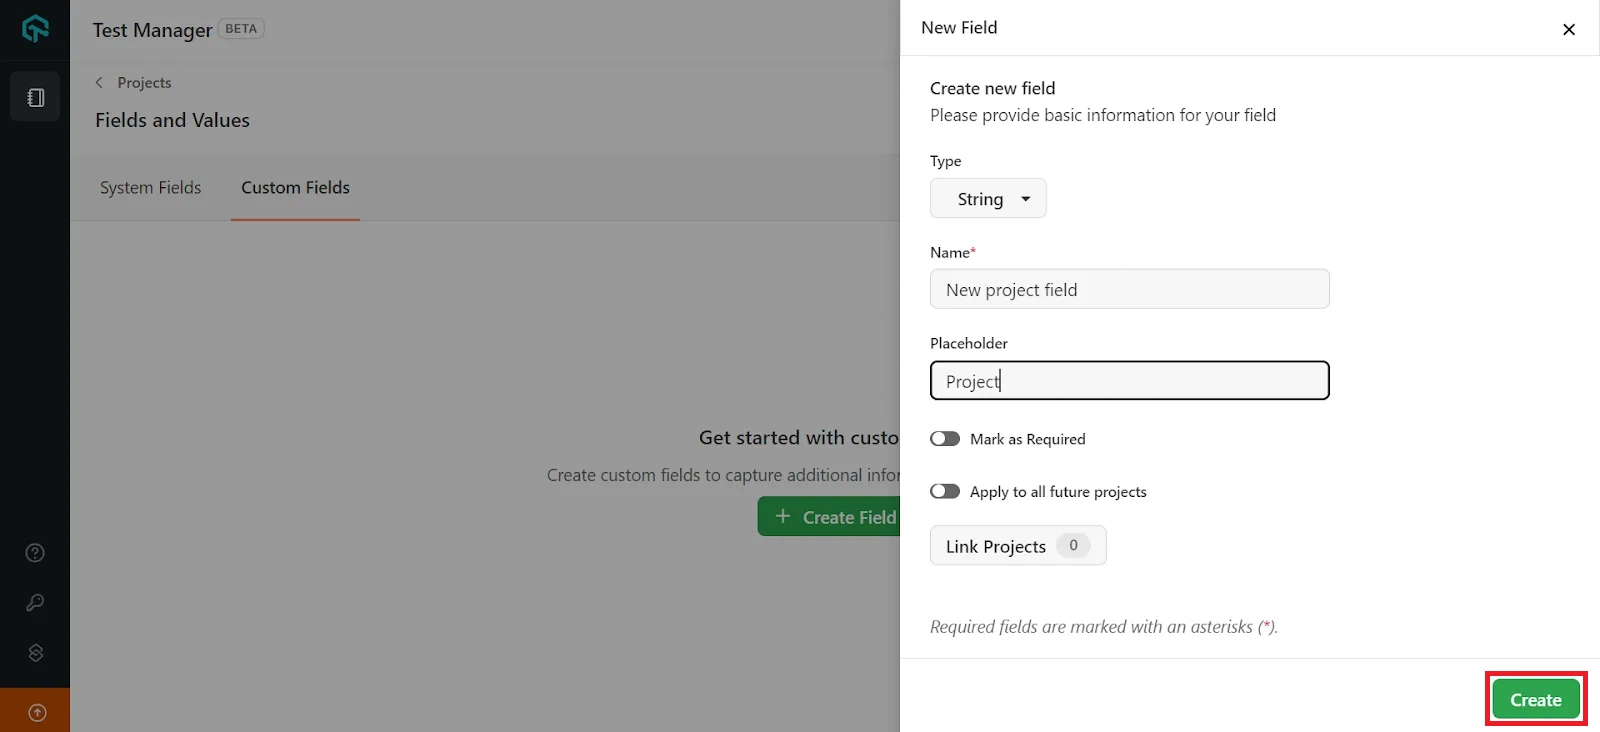 Test Manager BETA
Projects
Fields and Values
System Fields Custom Fields
Get started with custo
Create custom fields to capture additional infor
+ Create Field
New Field
Create new field
Please provide basic information for your field
Type
String
Name*
New project field
Placeholder
Project
Mark as Required
Apply to all future projects
Link Projects 0
Required fields are marked with an asterisks (*).
Create